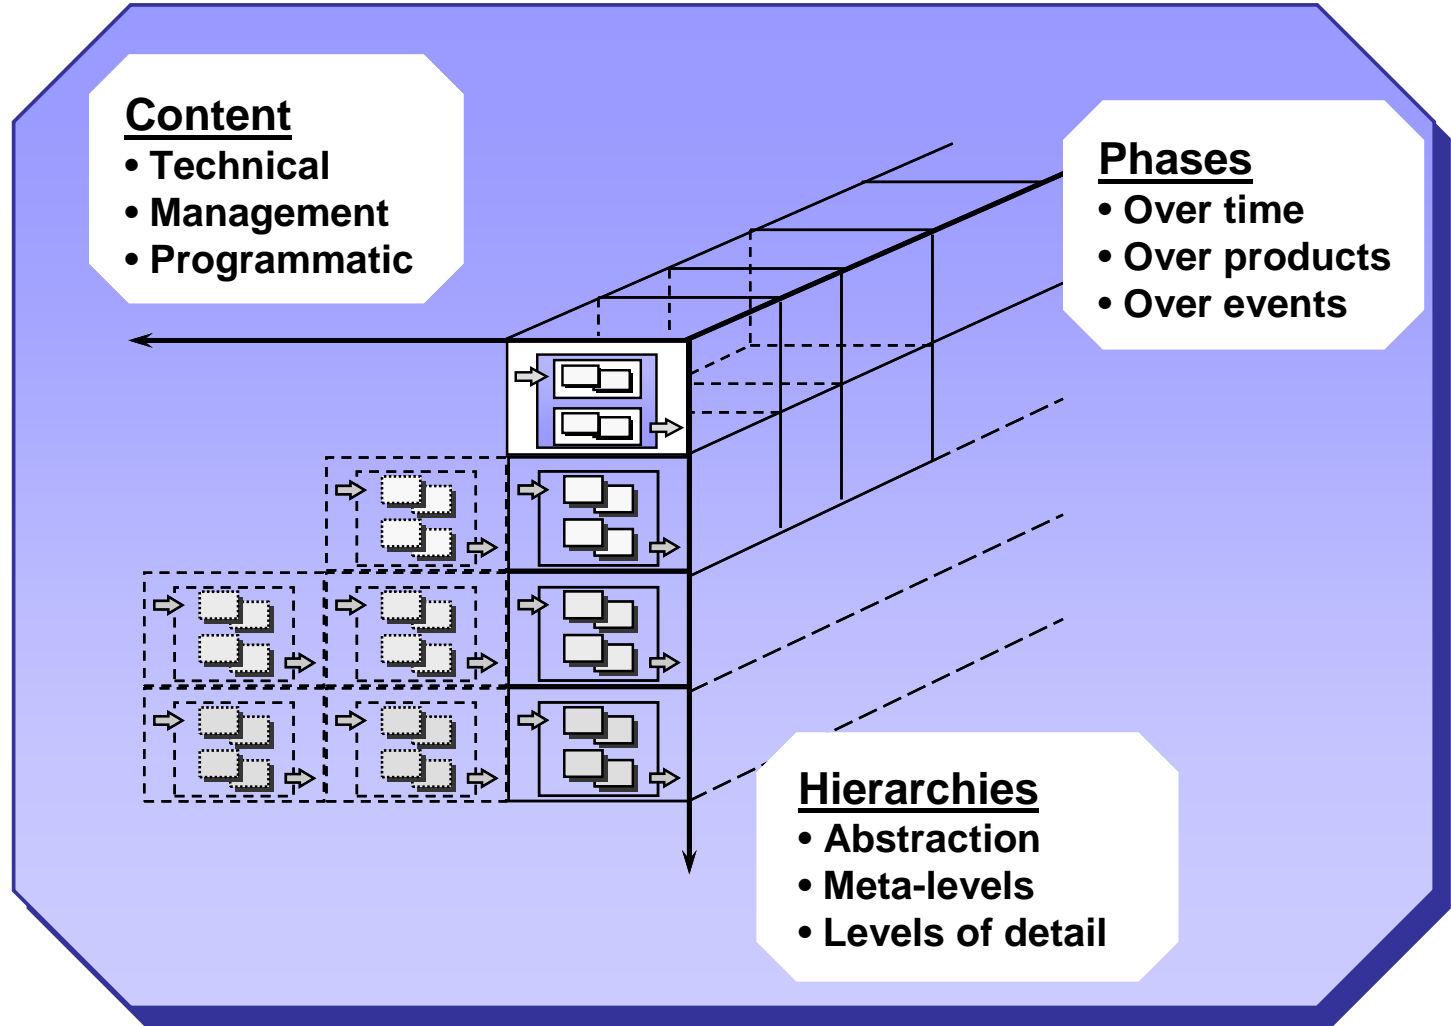 Content
• Technical
• Management
• Programmatic
Phases
• Over time
• Over products
• Over events
Hierarchies
• Abstraction
• Meta-levels
• Levels of detail